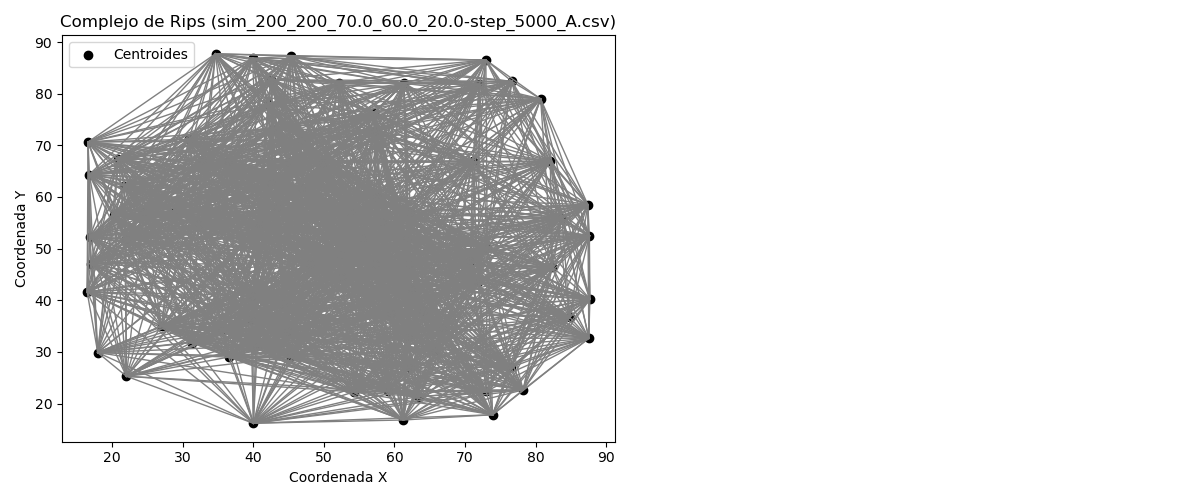 Complejo de Rips (sim_200_200_70.0_60.0_20.0-step_5000_A.csv)
Centroides
90
80
70
60
50
40
30
20
Coordenada Y
20 30 40 50 60 70 80 90
Coordenada X